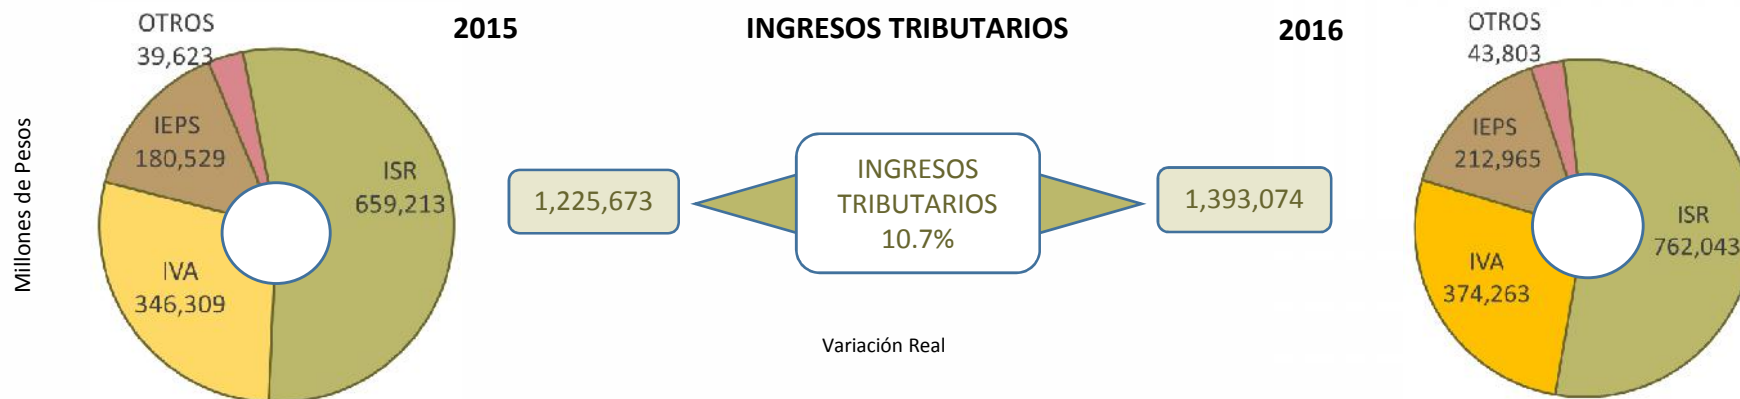 2015
INGRESOS TRIBUTARIOS
2016
Millones de Pesos
OTROS
39,623
IEPS
180,529
ISR
659,213
IVA
346,309
1,225,673
INGRESOS
TRIBUTARIOS
10.7%
1,393,074
Variación Real
OTROS
43,803
IEPS
212,965
ISR
762,043
IVA
374,263